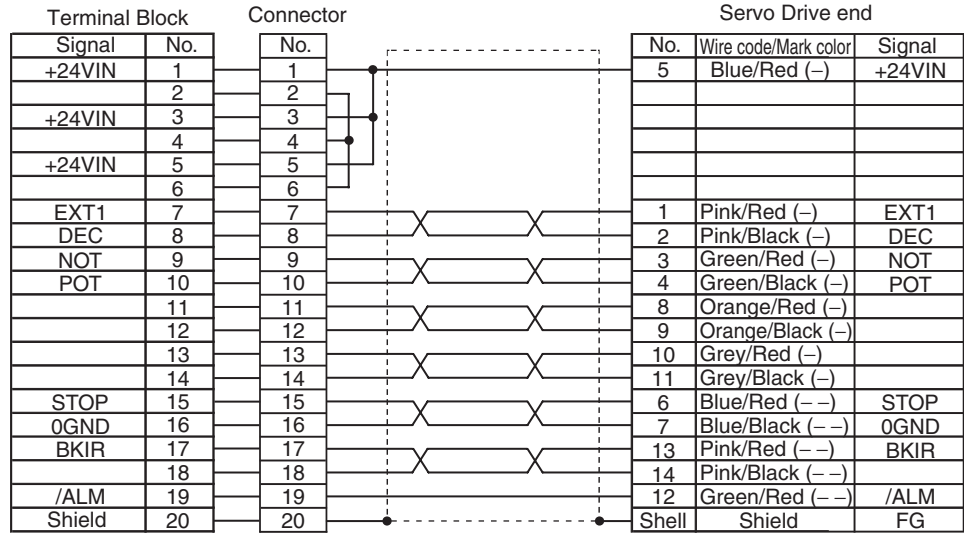 Terminal Block Connector Servo Drive end
Signal No. No. No. Wire code/Mark color Signal
+24VIN 1 1 5 Blue/Red (−) +24VIN
2 2
+24VIN 3 3
4 4
+24VIN 5 5
6 6
EXT1 7 7 1 Pink/Red (−) EXT1
DEC 8 8 2 Pink/Black (−) DEC
NOT 9 9 3 Green/Red (−) NOT
POT 10 10 4 Green/Black (−) POT
11 11 8 Orange/Red (−)
12 12 9 Orange/Black (−)
13 13 10 Grey/Red (−)
14 14 11 Grey/Black (−)
STOP 15 15 6 Blue/Red (− −) STOP
0GND 16 16 7 Blue/Black (− −) 0GND
BKIR 17 17 13 Pink/Red (− −) BKIR
18 18 14 Pink/Black (− −)
/ALM 19 19 12 Green/Red (− −) /ALM
Shield 20 20 Shell Shield FG